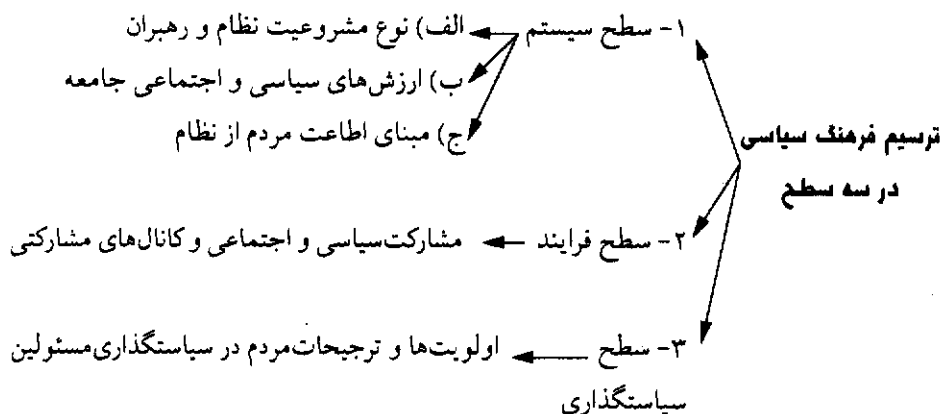 ۱- سطح سیستم الف) نوع مشروعیت نظام و رهبران
ب) ارزش‌های سیاسی و اجتماعی جامعه
ج) مبنای اطاعت مردم از نظام
ترسیم فرهنگ سیاسی
در سه سطح
۲- سطح فرایند مشارکت‌سیاسی و اجتماعی و کانال‌های مشارکتی
۳- سطح اولویت‌ها و ترجیحات‌مردم در سیاستگذاری‌مسئولین
سیاستگذاری